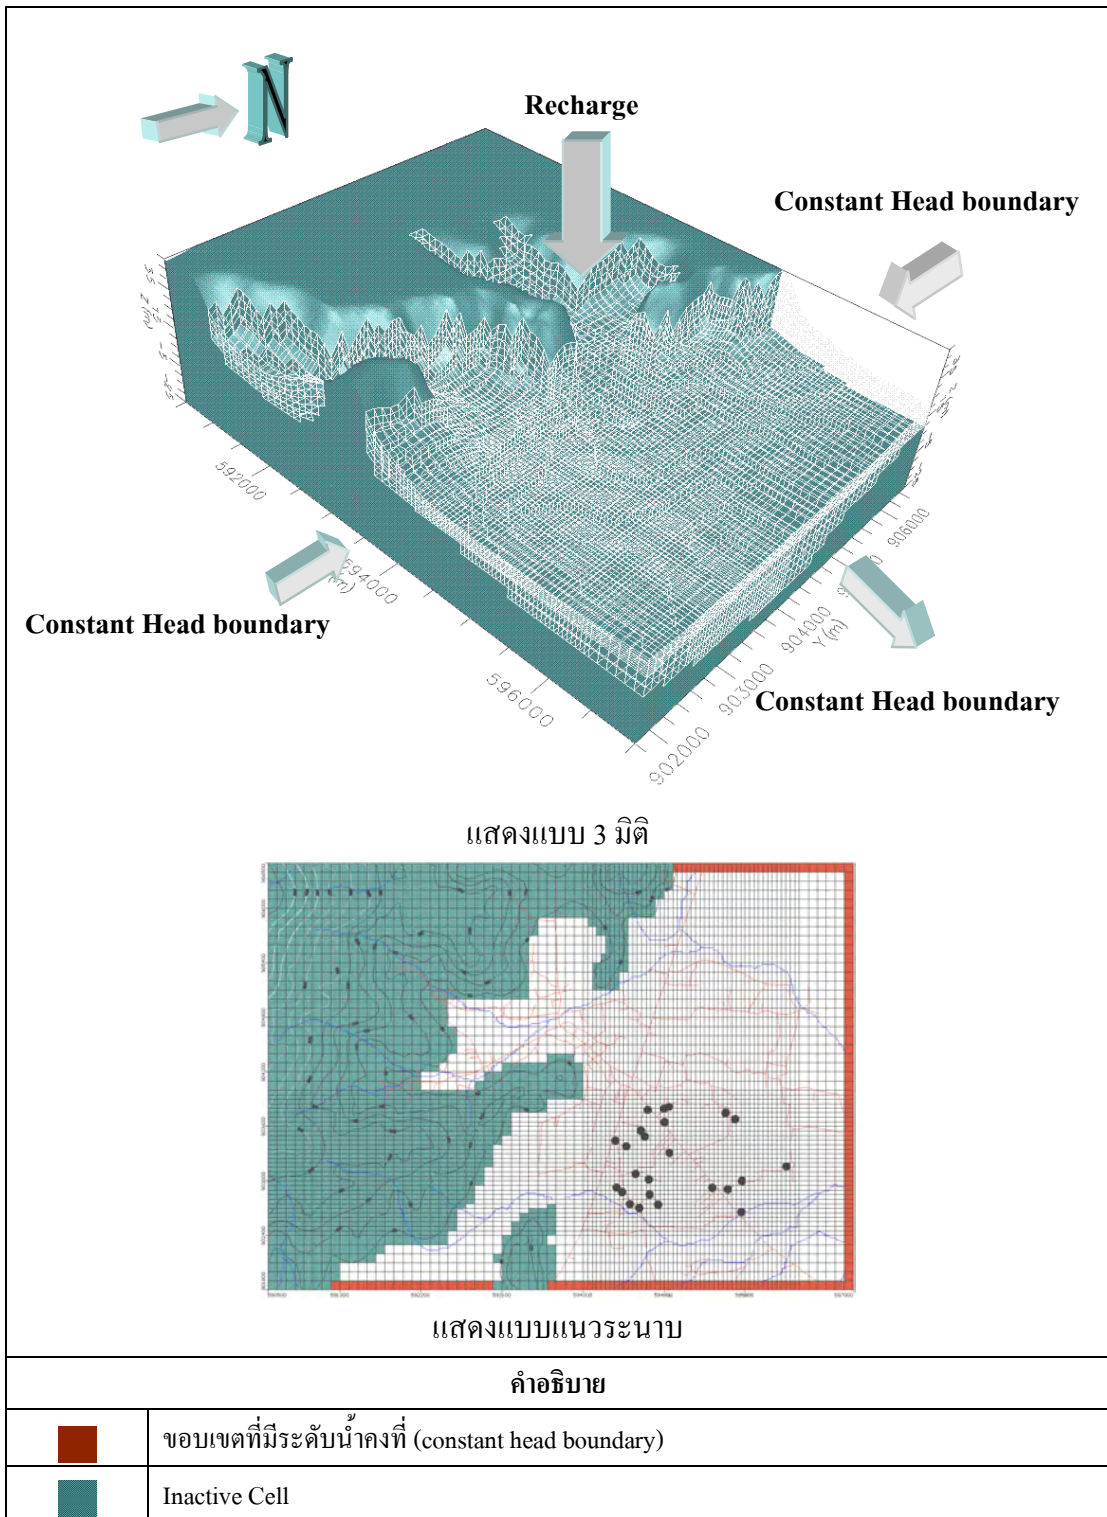 N
Recharge
Constant Head boundary
592000
594000
Constant Head boundary
596000
906000
904000
Y(m)
903000
902000
Constant Head boundary
แสดงแบบ 3 มิติ
แสดงแบบแนวระนาบ
คำอธิบาย
ขอบเขตที่มีระดับน้ำคงที่ (constant head boundary)
Inactive Cell